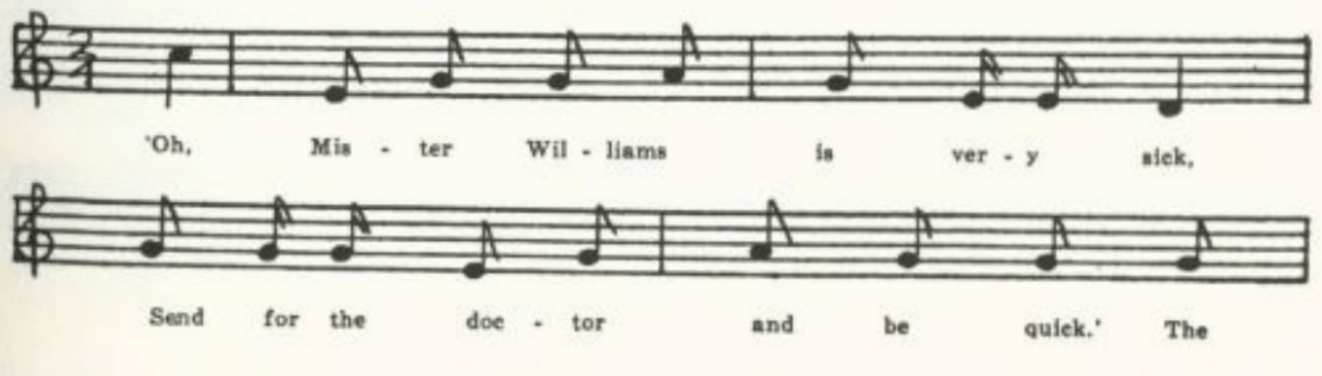 'Oh, Mis - ter Wil - liams is ver - y sick,
Send for the doc - tor and be quick.' The